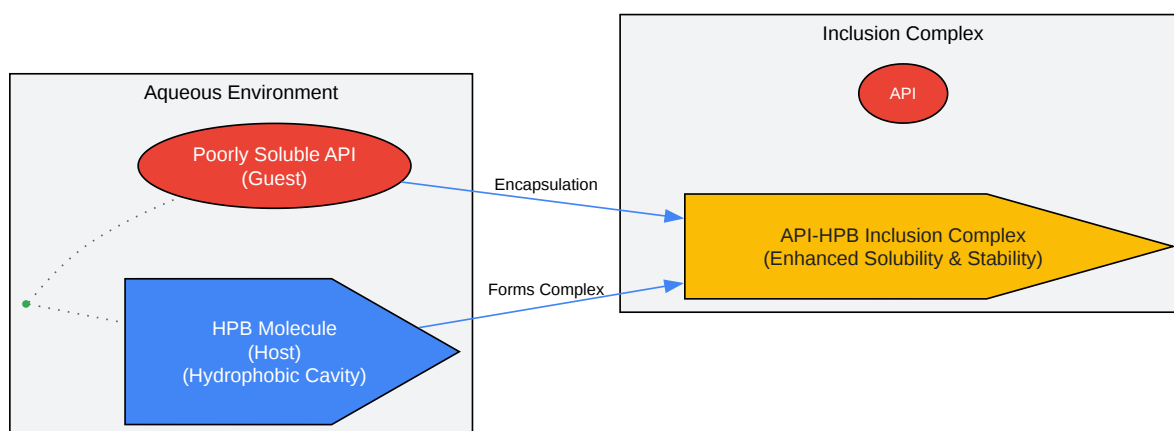 Aqueous Environment
Poorly Soluble API
(Guest)
HPB Molecule
(Host)
(Hydrophobic Cavity)
Encapsulation
Forms Complex
Inclusion Complex
API
API-HPB Inclusion Complex
(Enhanced Solubility & Stability)